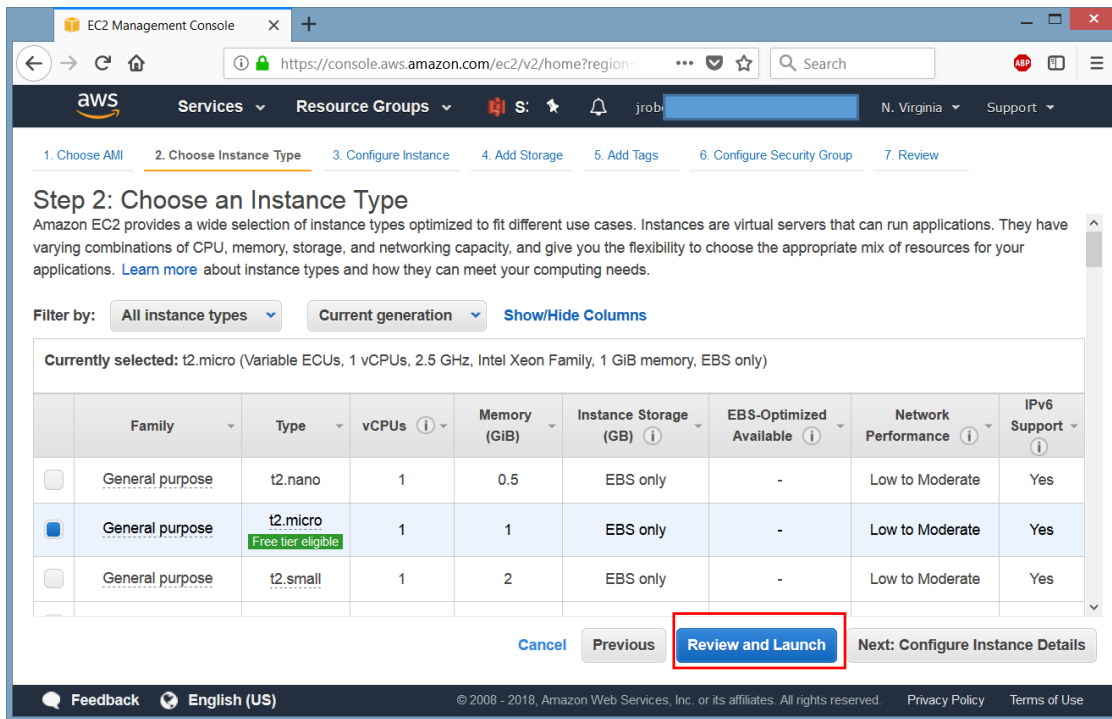 EC2 Management Console
https://console.aws.amazon.com/ec2/v2/home?region=
Search
ABP
aws Services Resource Groups S: jrob N. Virginia Support
1. Choose AMI 2. Choose Instance Type 3. Configure Instance 4. Add Storage 5. Add Tags 6. Configure Security Group 7. Review
Step 2: Choose an Instance Type
Amazon EC2 provides a wide selection of instance types optimized to fit different use cases. Instances are virtual servers that can run applications. They have
varying combinations of CPU, memory, storage, and networking capacity, and give you the flexibility to choose the appropriate mix of resources for your
applications. Learn more about instance types and how they can meet your computing needs.
Filter by: All instance types Current generation Show/Hide Columns
Currently selected: t2.micro (Variable ECUs, 1 vCPUs, 2.5 GHz, Intel Xeon Family, 1 GiB memory, EBS only)
Family Type vCPUs Memory (GiB) Instance Storage (GB) EBS-Optimized Available Network Performance IPv6 Support
General purpose t2.nano 1 0.5 EBS only - Low to Moderate Yes
General purpose t2.micro Free tier eligible 1 1 EBS only - Low to Moderate Yes
General purpose t2.small 1 2 EBS only - Low to Moderate Yes
Cancel Previous Review and Launch Next: Configure Instance Details
Feedback English (US) © 2008 - 2018, Amazon Web Services, Inc. or its affiliates. All rights reserved. Privacy Policy Terms of Use